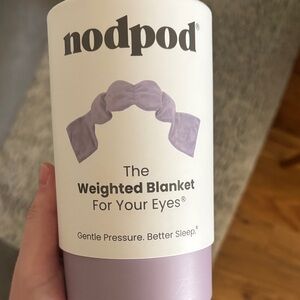 nodpod®
The
Weighted Blanket
For Your Eyes®
Gentle Pressure. Better Sleep.®